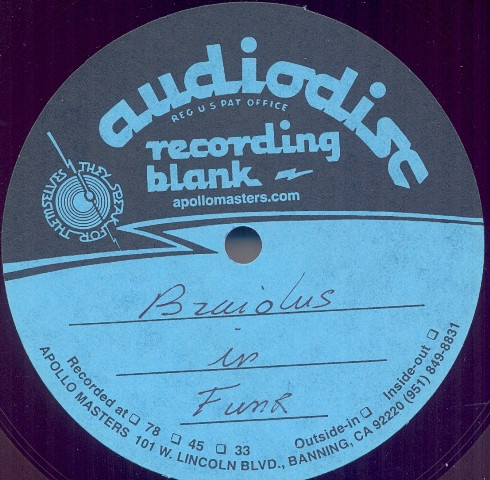 audiodisc
REG U S PAT OFFICE
recording
blank
apollomasters.com
THEY SPEAK FOR THEMSELVES
Braiolus
in
Funk
Recorded at □ 78 □ 45 □ 33 Outside-in □ Inside-out □
APOLLO MASTERS 101 W. LINCOLN BLVD., BANNING, CA 92220 (951) 849-8831